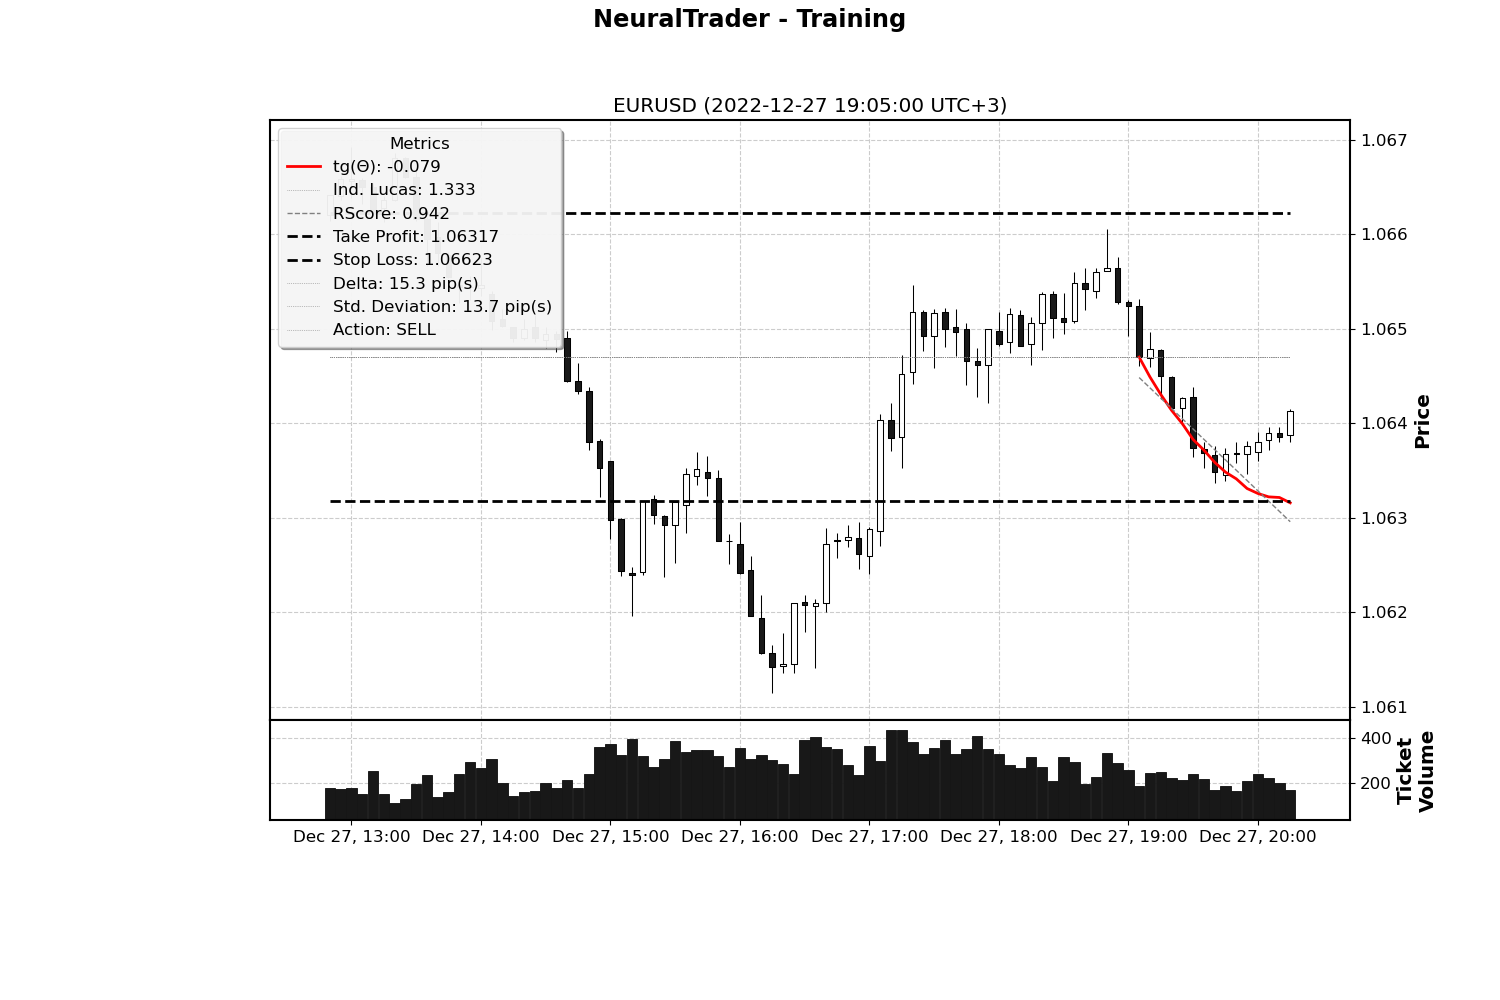 NeuralTrader - Training
EURUSD (2022-12-27 19:05:00 UTC+3)
Metrics
tg(Θ): -0.079
Ind. Lucas: 1.333
RScore: 0.942
Take Profit: 1.06317
Stop Loss: 1.06623
Delta: 15.3 pip(s)
Std. Deviation: 13.7 pip(s)
Action: SELL
1.067
1.066
1.065
1.064
1.063
1.062
1.061
Price
400
200
Ticket
Volume
Dec 27, 13:00
Dec 27, 14:00
Dec 27, 15:00
Dec 27, 16:00
Dec 27, 17:00
Dec 27, 18:00
Dec 27, 19:00
Dec 27, 20:00